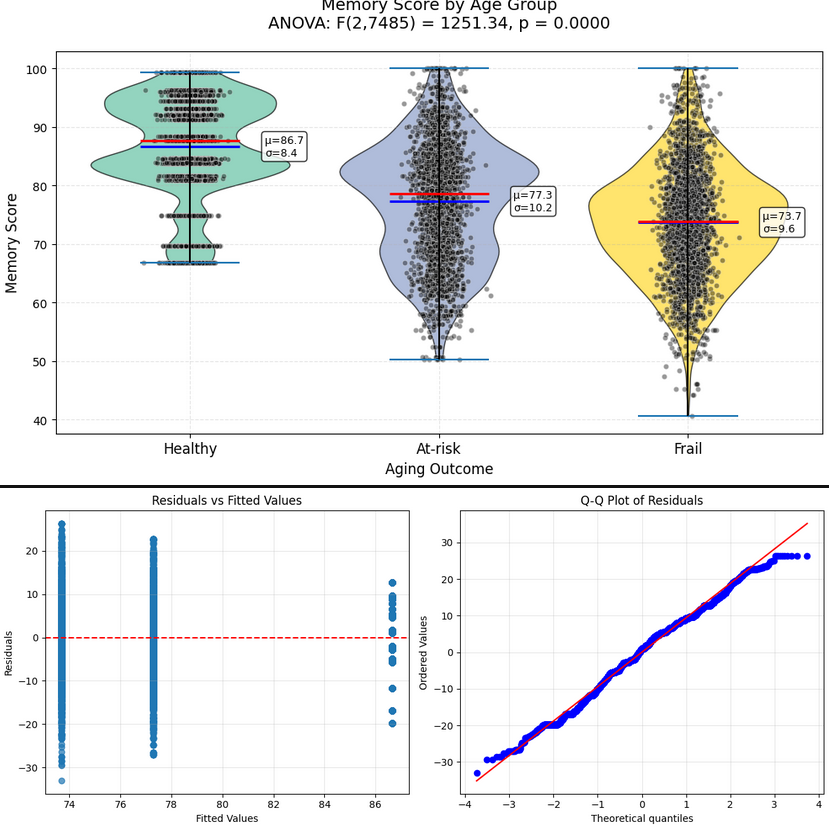 Memory Score by Age Group
ANOVA: F(2,7485) = 1251.34, p = 0.0000
100
90
80
70
60
50
40
Memory Score
μ=86.7
σ=8.4
μ=77.3
σ=10.2
μ=73.7
σ=9.6
Healthy
At-risk
Frail
Aging Outcome
Residuals vs Fitted Values
20
10
0
−10
−20
−30
Residuals
74
76
78
80
82
84
86
Fitted Values
Q-Q Plot of Residuals
30
20
10
0
−10
−20
−30
Ordered Values
−4
−3
−2
−1
0
1
2
3
4
Theoretical quantiles